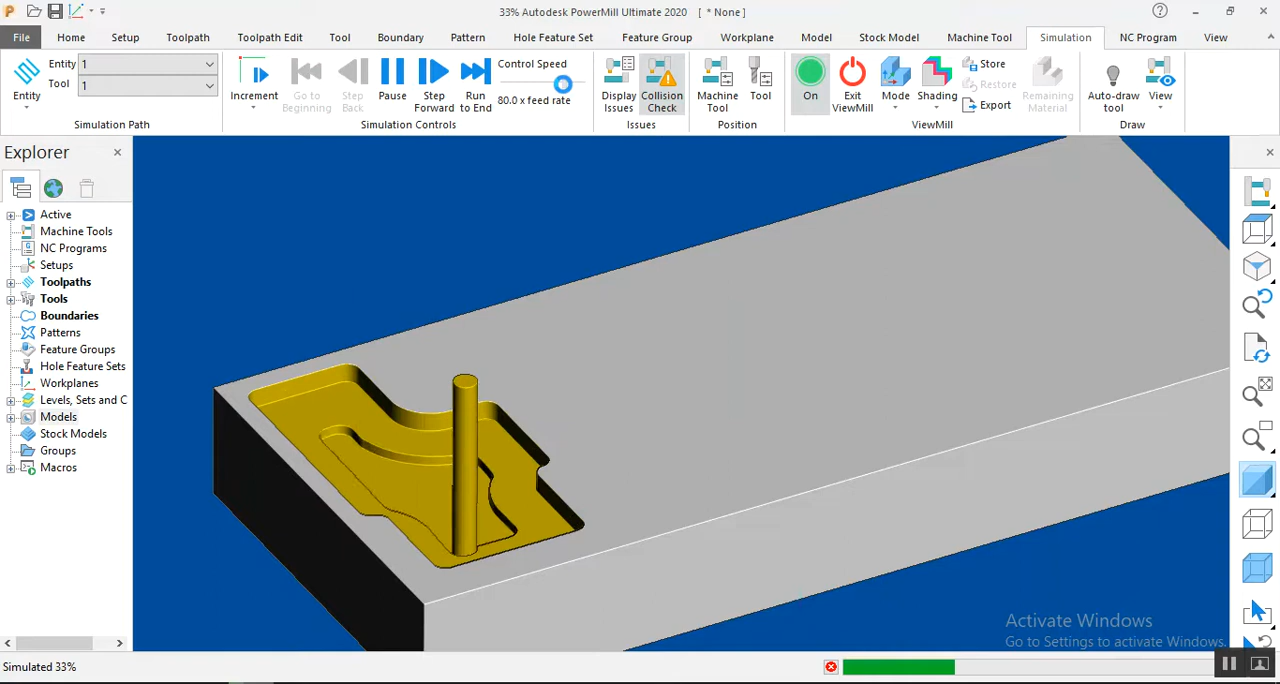 33% Autodesk PowerMill Ultimate 2020 [ * None ]
File Home Setup Toolpath Toolpath Edit Tool Boundary Pattern Hole Feature Set Feature Group Workplane Model Stock Model Machine Tool Simulation NC Program View
Entity 1
Tool 1
Entity
Simulation Path
Increment
Go to Beginning
Step Back
Pause
Step Forward
Run to End
Control Speed
80.0 x feed rate
Simulation Controls
Display Issues
Collision Check
Issues
Machine Tool
Tool
Position
On
Exit ViewMill
Mode
Shading
Store
Restore
Export
Remaining Material
ViewMill
Auto-draw tool
View
Draw
Explorer
Active
Machine Tools
NC Programs
Setups
Toolpaths
Tools
Boundaries
Patterns
Feature Groups
Hole Feature Sets
Workplanes
Levels, Sets and C
Models
Stock Models
Groups
Macros
Activate Windows
Go to Settings to activate Windows.
Simulated 33%